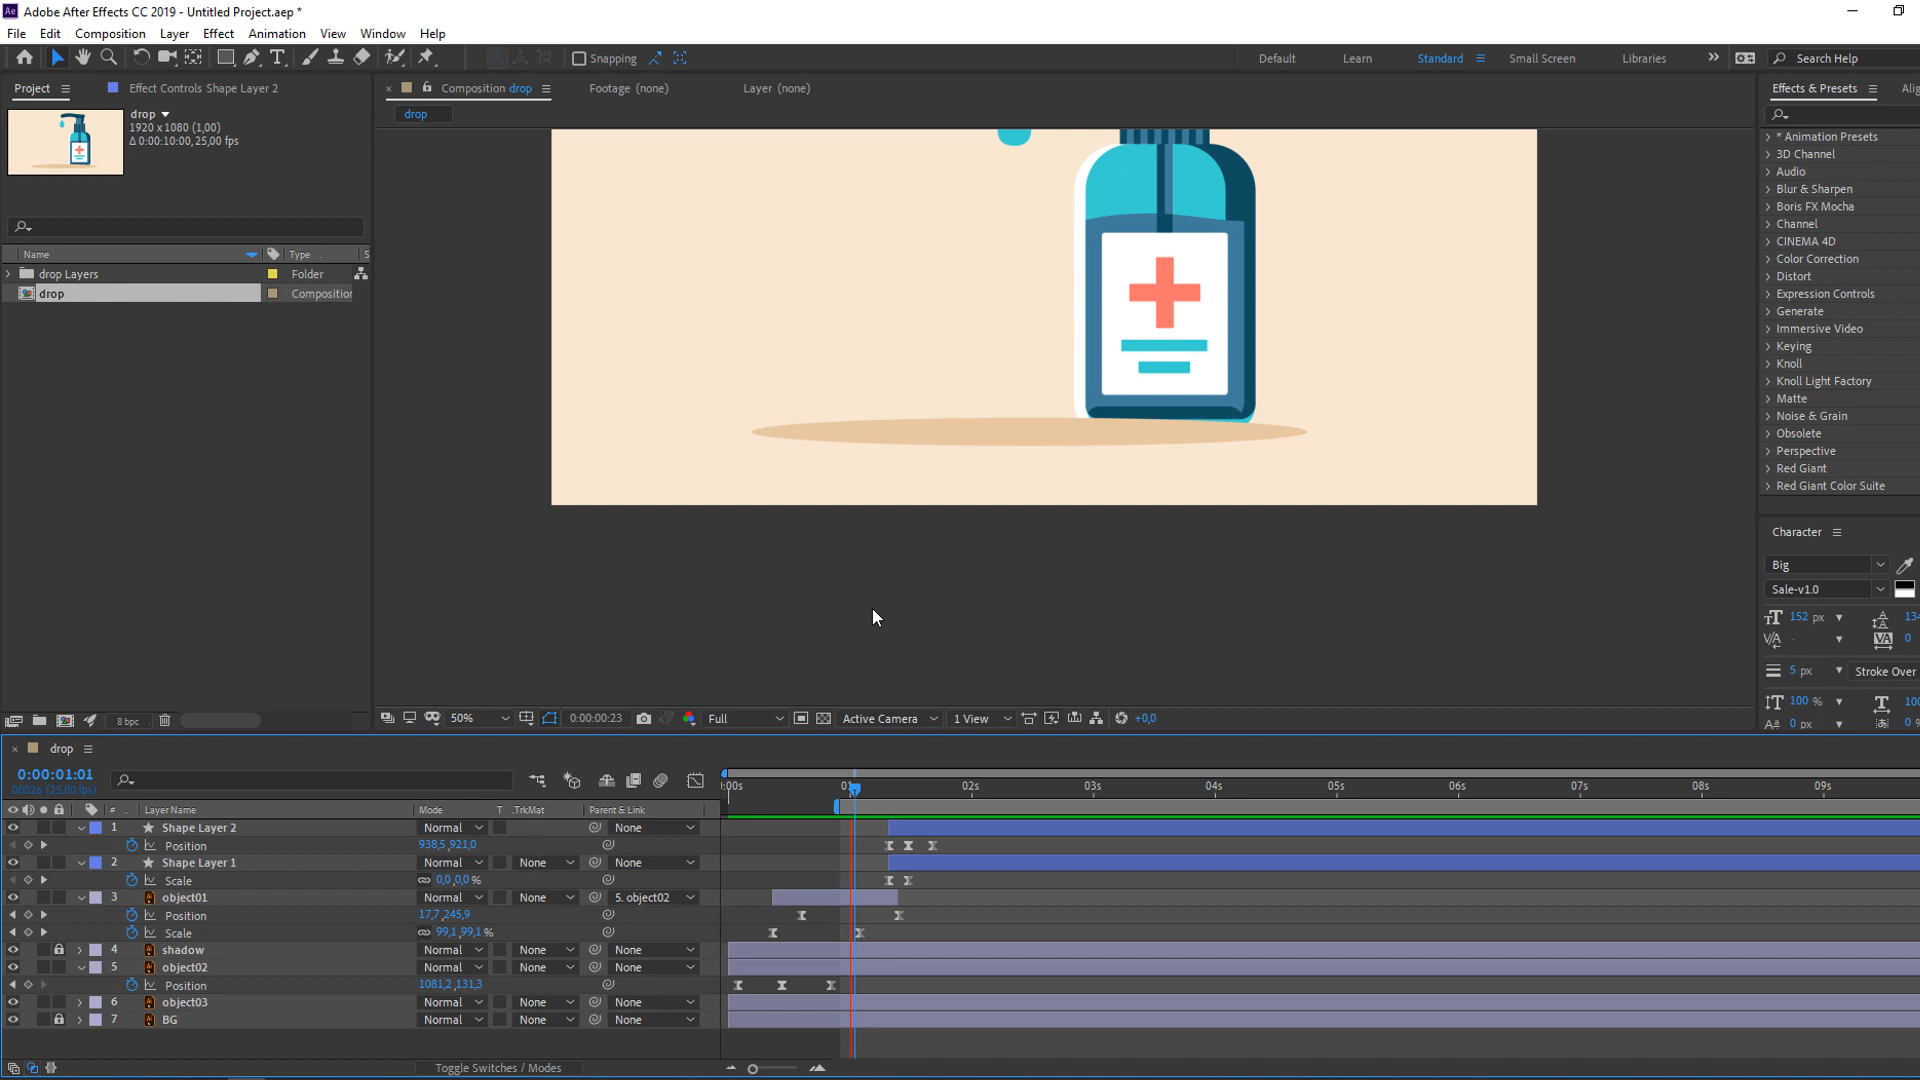 Adobe After Effects CC 2019 - Untitled Project.aep *
File Edit Composition Layer Effect Animation View Window Help
Snapping Default Learn Standard Small Screen Libraries Search Help
Project Effect Controls Shape Layer 2
drop
1920 x 1080 (1,00)
Δ 0:00:10:00, 25,00 fps
Name Type
drop Layers Folder
drop Composition
8 bpc
Composition drop Footage (none) Layer (none)
drop
50% 0:00:00:23 Full Active Camera 1 View +0,0
Effects & Presets
* Animation Presets
3D Channel
Audio
Blur & Sharpen
Boris FX Mocha
Channel
CINEMA 4D
Color Correction
Distort
Expression Controls
Generate
Immersive Video
Keying
Knoll
Knoll Light Factory
Matte
Noise & Grain
Obsolete
Perspective
Red Giant
Red Giant Color Suite
Character
Big
Sale-v1.0
152 px
0
5 px Stroke Over
100 %
0 px
drop
0:00:01:01
00026 (25.00 fps)
# Layer Name Mode T .TrkMat Parent & Link
:00s 02s 03s 04s 05s 06s 07s 08s 09s
1 Shape Layer 2 Normal None
Position 938,5 ,921,0
2 Shape Layer 1 Normal None None
Scale 0,0 ,0,0 %
3 object01 Normal None 5. object02
Position 17,7 ,245,9
Scale 99,1 ,99,1 %
4 shadow Normal None None
5 object02 Normal None None
Position 1081,2 ,131,3
6 object03 Normal None None
7 BG Normal None None
Toggle Switches / Modes